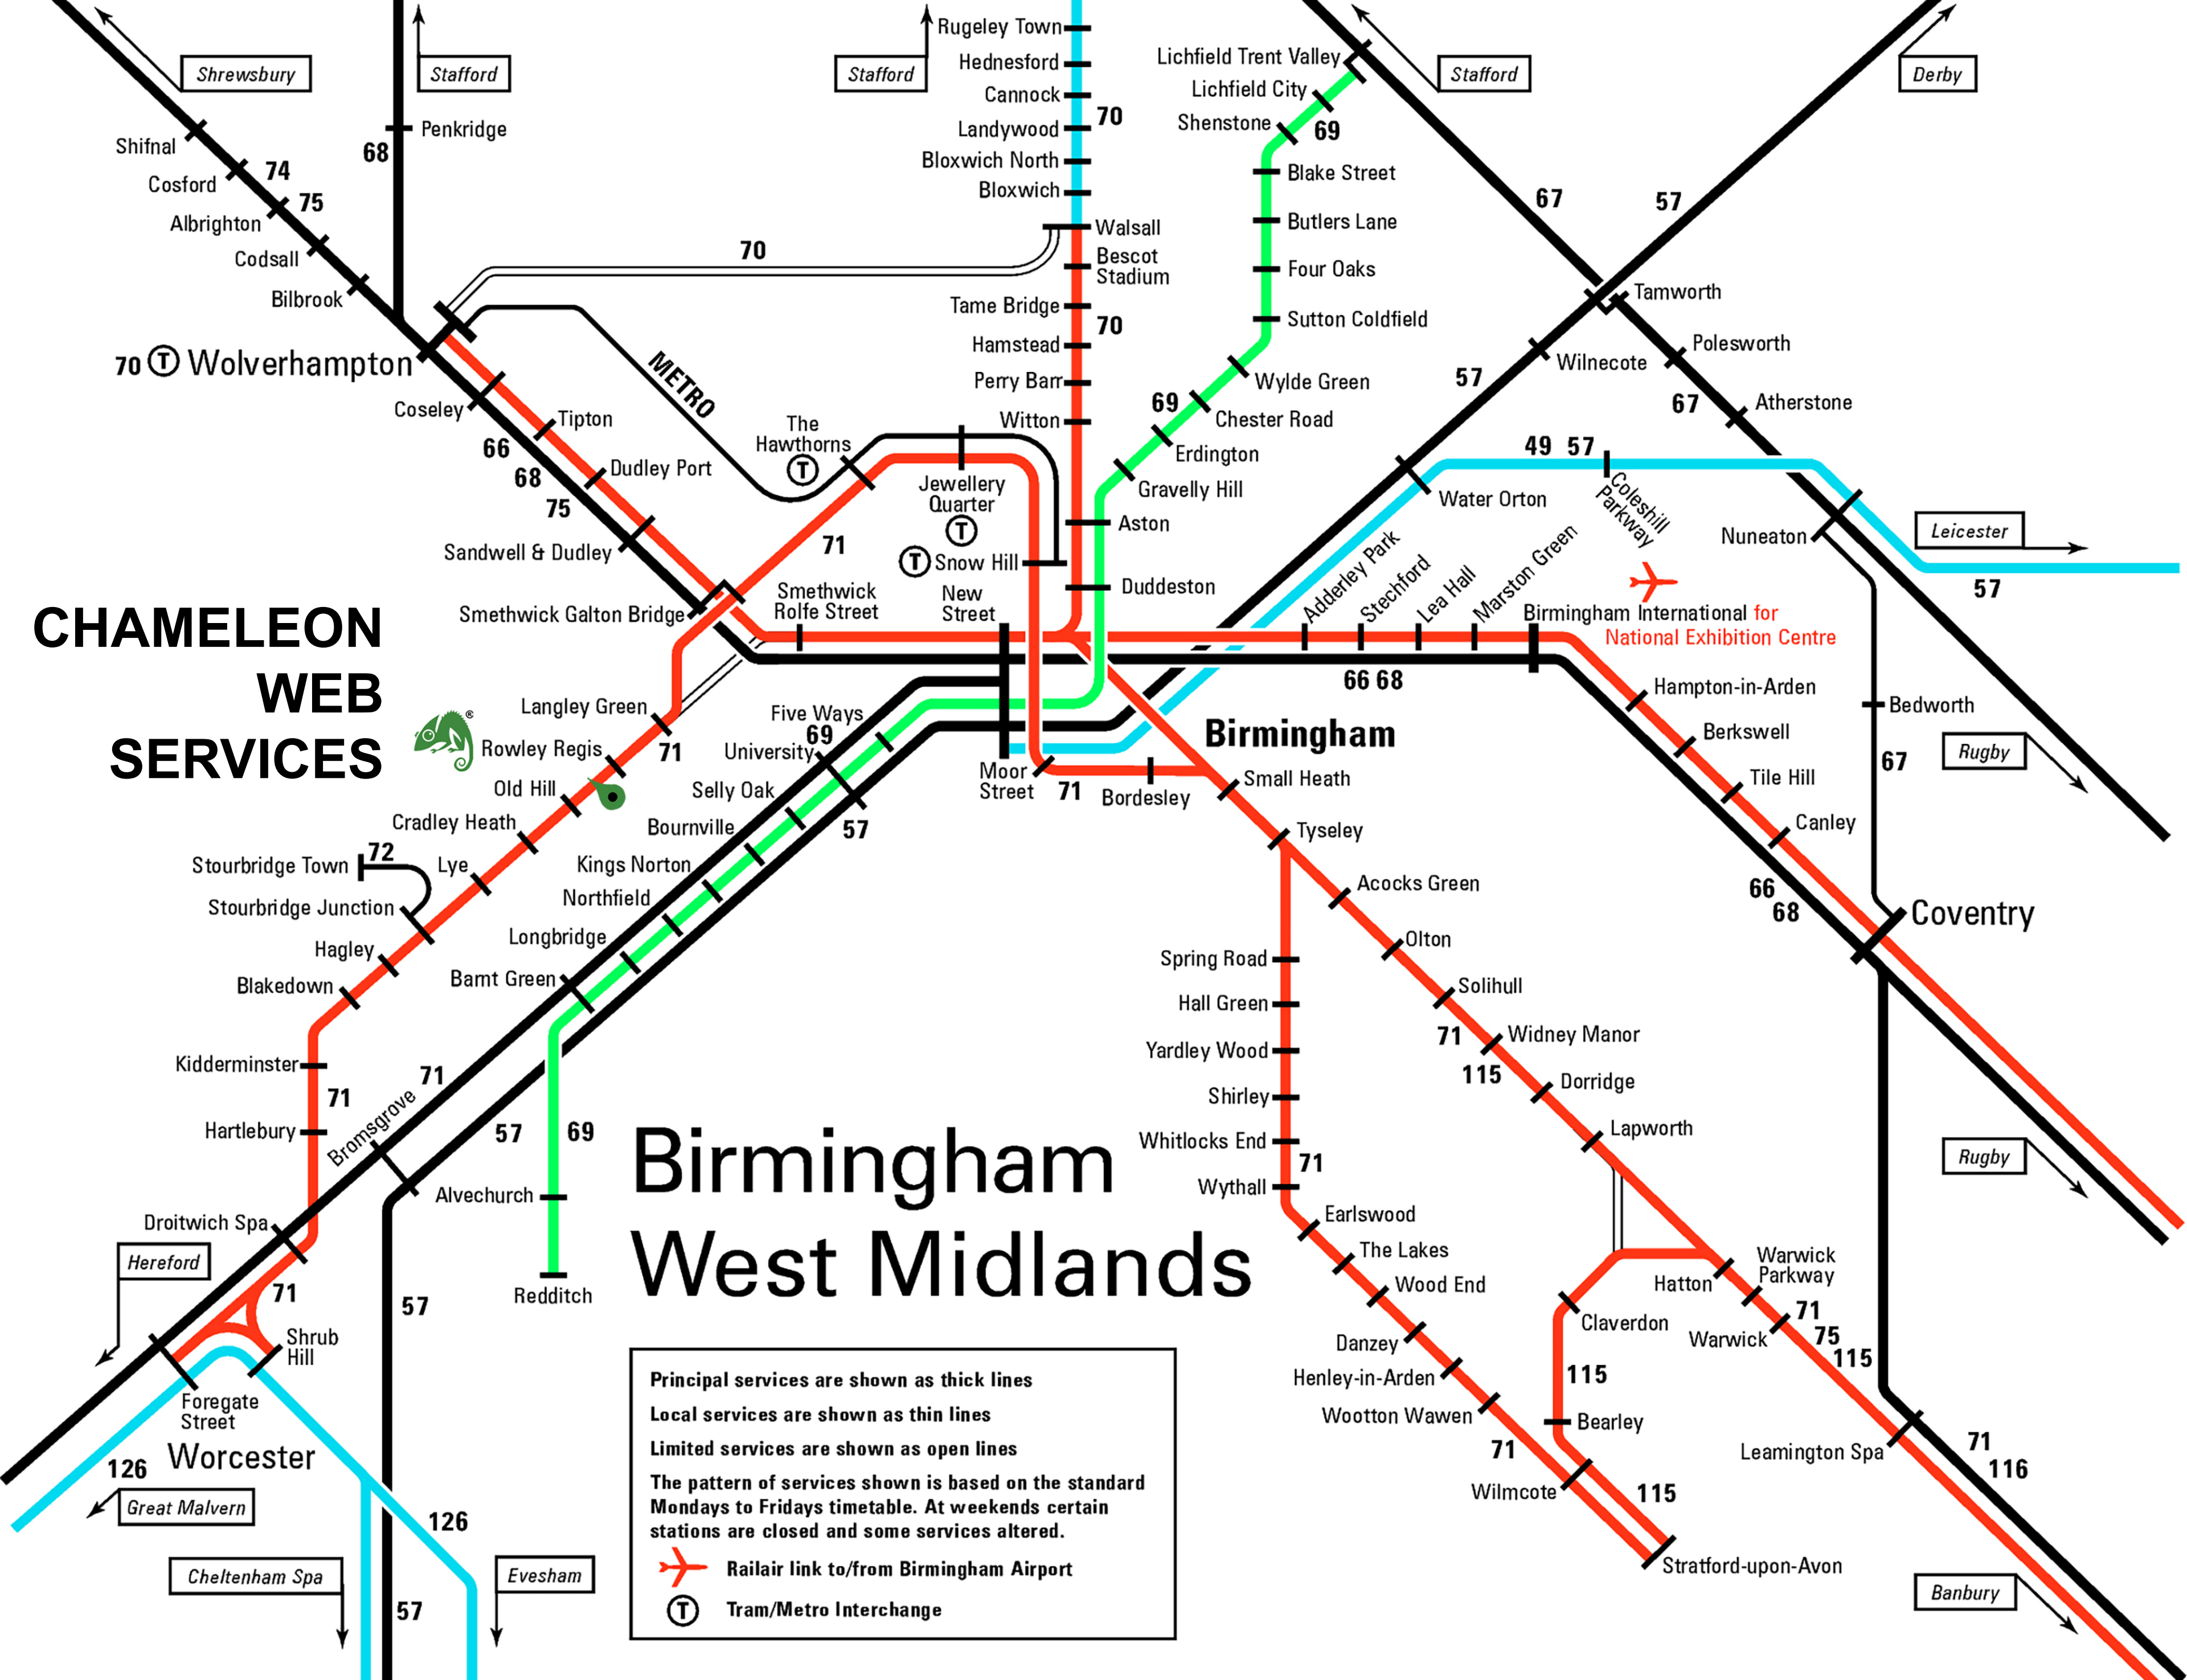 Shrewsbury
Stafford
Stafford
Rugeley Town
Hednesford
Cannock
Landywood
Bloxwich North
Bloxwich
70
Lichfield Trent Valley
Lichfield City
Shenstone
69
Stafford
Derby
Shifnal
Cosford
Albrighton
Codsall
Bilbrook
74
75
68
Penkridge
Blake Street
Butlers Lane
Four Oaks
Sutton Coldfield
67
57
70
Walsall
Bescot
Stadium
Tame Bridge
70
Hamstead
Perry Barr
Witton
Tamworth
Polesworth
Wilnecote
57
67
Atherstone
70 T Wolverhampton
METRO
Coseley
Tipton
66
68
75
Dudley Port
Sandwell & Dudley
The
Hawthorns
T
Jewellery
Quarter
T
T Snow Hill
71
Wylde Green
69
Chester Road
Erdington
Gravelly Hill
Aston
Duddeston
49 57
Coleshill
Parkway
Water Orton
Nuneaton
Leicester
57
Smethwick Galton Bridge
Smethwick
Rolfe Street
New
Street
Adderley Park
Stechford
Lea Hall
Marston Green
Birmingham International for
National Exhibition Centre
66 68
CHAMELEON
WEB
SERVICES
®
Langley Green
Rowley Regis
71
Old Hill
Cradley Heath
Lye
72
Stourbridge Town
Stourbridge Junction
Hagley
Blakedown
Five Ways
69
University
Selly Oak
Bournville
Kings Norton
Northfield
Longbridge
Barnt Green
57
Moor
Street
71
Bordesley
Birmingham
Small Heath
Tyseley
Acocks Green
Olton
Solihull
71
Widney Manor
115
Dorridge
Lapworth
Hampton-in-Arden
Berkswell
Tile Hill
Canley
66
68
Coventry
Bedworth
67
Rugby
Rugby
Spring Road
Hall Green
Yardley Wood
Shirley
Whitlocks End
71
Wythall
Earlswood
The Lakes
Wood End
Danzey
Henley-in-Arden
Wootton Wawen
71
Wilmcote
Kidderminster
71
Hartlebury
71
Bromsgrove
57
69
Alvechurch
Redditch
Birmingham
West Midlands
Droitwich Spa
Hereford
71
57
Shrub
Hill
Foregate
Street
Worcester
126
Great Malvern
126
Cheltenham Spa
Evesham
57
Hatton
Warwick
Parkway
Claverdon
Warwick
71
75
115
115
Bearley
115
Stratford-upon-Avon
Leamington Spa
71
116
Banbury
Principal services are shown as thick lines
Local services are shown as thin lines
Limited services are shown as open lines
The pattern of services shown is based on the standard
Mondays to Fridays timetable. At weekends certain
stations are closed and some services altered.
Railair link to/from Birmingham Airport
T Tram/Metro Interchange